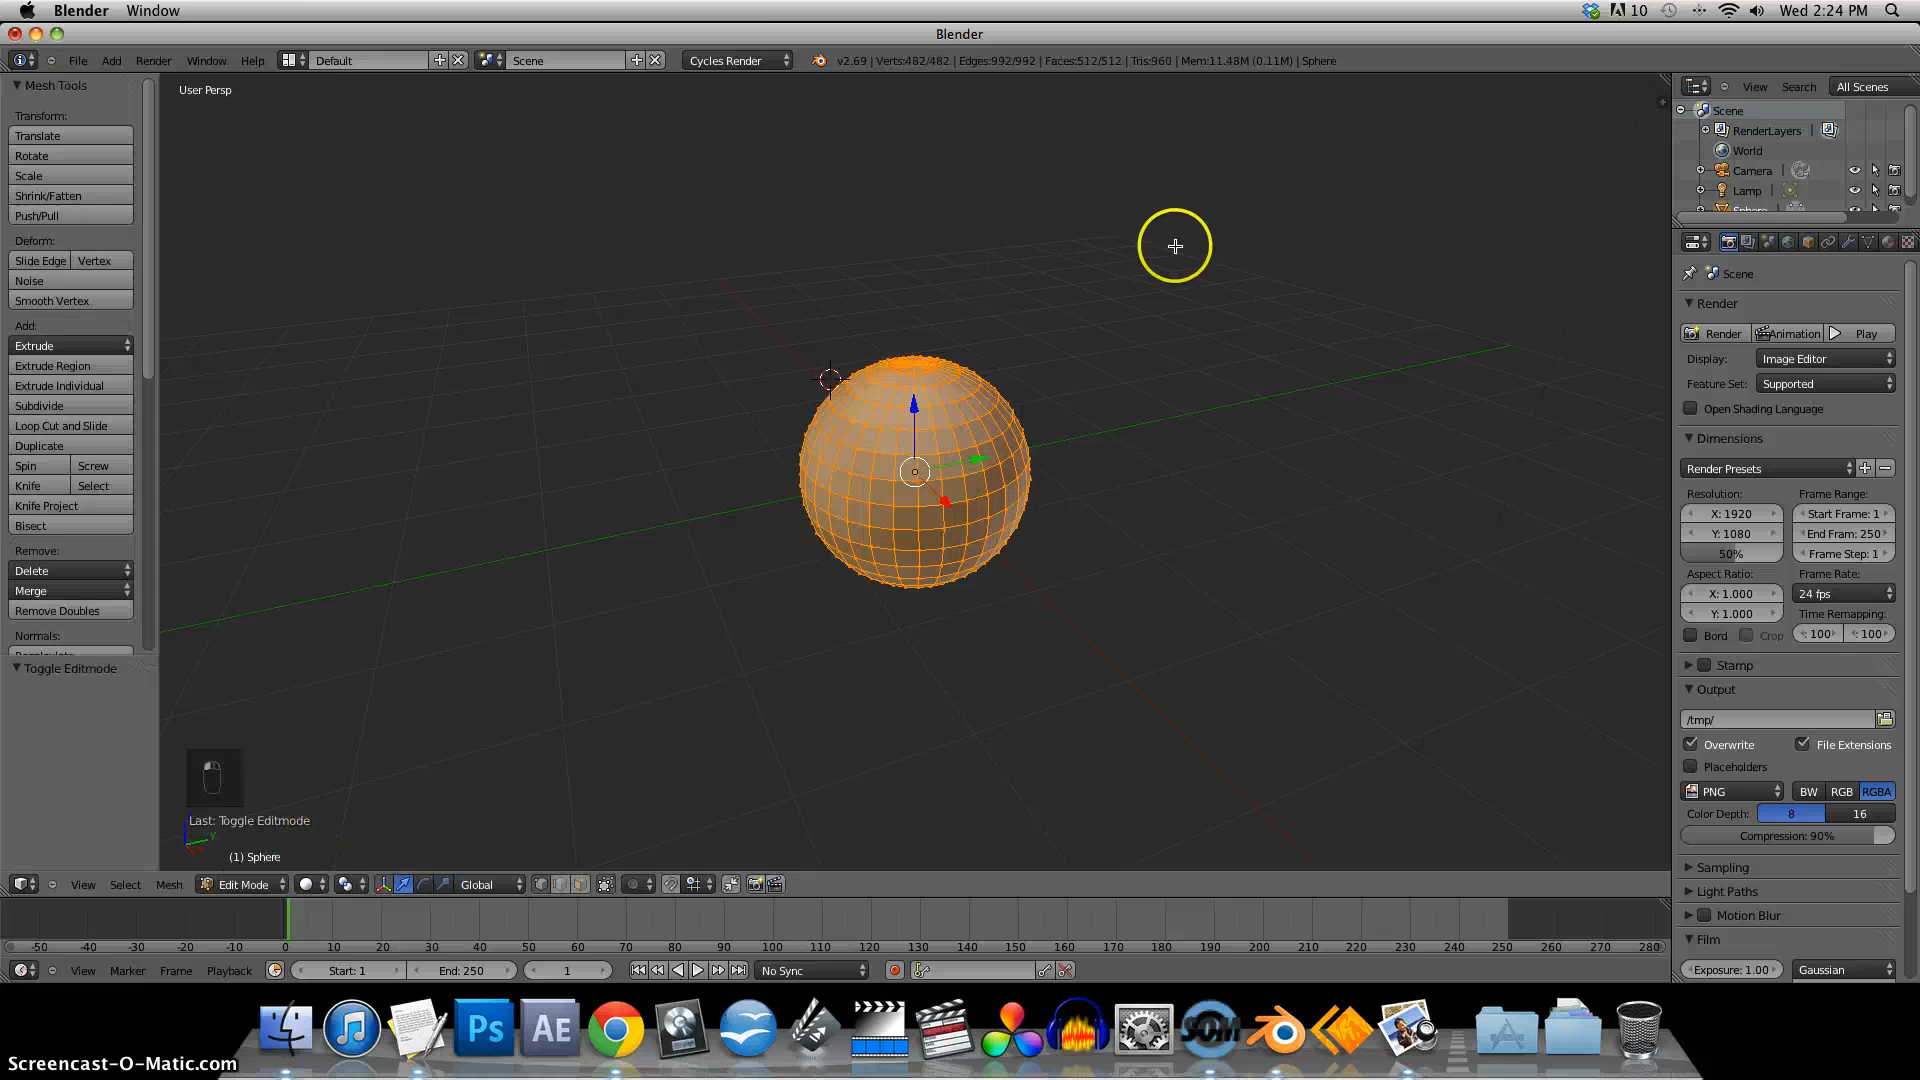 Blender Window
10 Wed 2:24 PM
Blender
File Add Render Window Help Default Scene Cycles Render v2.69 | Verts:482/482 | Edges:992/992 | Faces:512/512 | Tris:960 | Mem:11.48M (0.11M) | Sphere
Mesh Tools
Transform:
Translate
Rotate
Scale
Shrink/Fatten
Push/Pull
Deform:
Slide Edge Vertex
Noise
Smooth Vertex
Add:
Extrude
Extrude Region
Extrude Individual
Subdivide
Loop Cut and Slide
Duplicate
Spin Screw
Knife Select
Knife Project
Bisect
Remove:
Delete
Merge
Remove Doubles
Normals:
Toggle Editmode
User Persp
Last: Toggle Editmode
y
(1) Sphere
View Search All Scenes
Scene
RenderLayers
World
Camera
Lamp
Sphere
Scene
Render
Render Animation Play
Display: Image Editor
Feature Set: Supported
Open Shading Language
Dimensions
Render Presets
Resolution: Frame Range:
X: 1920 Start Frame: 1
Y: 1080 End Fram: 250
50% Frame Step: 1
Aspect Ratio: Frame Rate:
X: 1.000 24 fps
Y: 1.000 Time Remapping:
Bord Crop : 100 : 100
Stamp
Output
/tmp/
Overwrite File Extensions
Placeholders
PNG BW RGB RGBA
Color Depth: 8 16
Compression: 90%
Sampling
Light Paths
Motion Blur
Film
Exposure: 1.00 Gaussian
View Select Mesh Edit Mode Global
-50 -40 -30 -20 -10 0 10 20 30 40 50 60 70 80 90 100 110 120 130 140 150 160 170 180 190 200 210 220 230 240 250 260 270 280
View Marker Frame Playback Start: 1 End: 250 1 No Sync
Ps AE SOM
Screencast-O-Matic.com